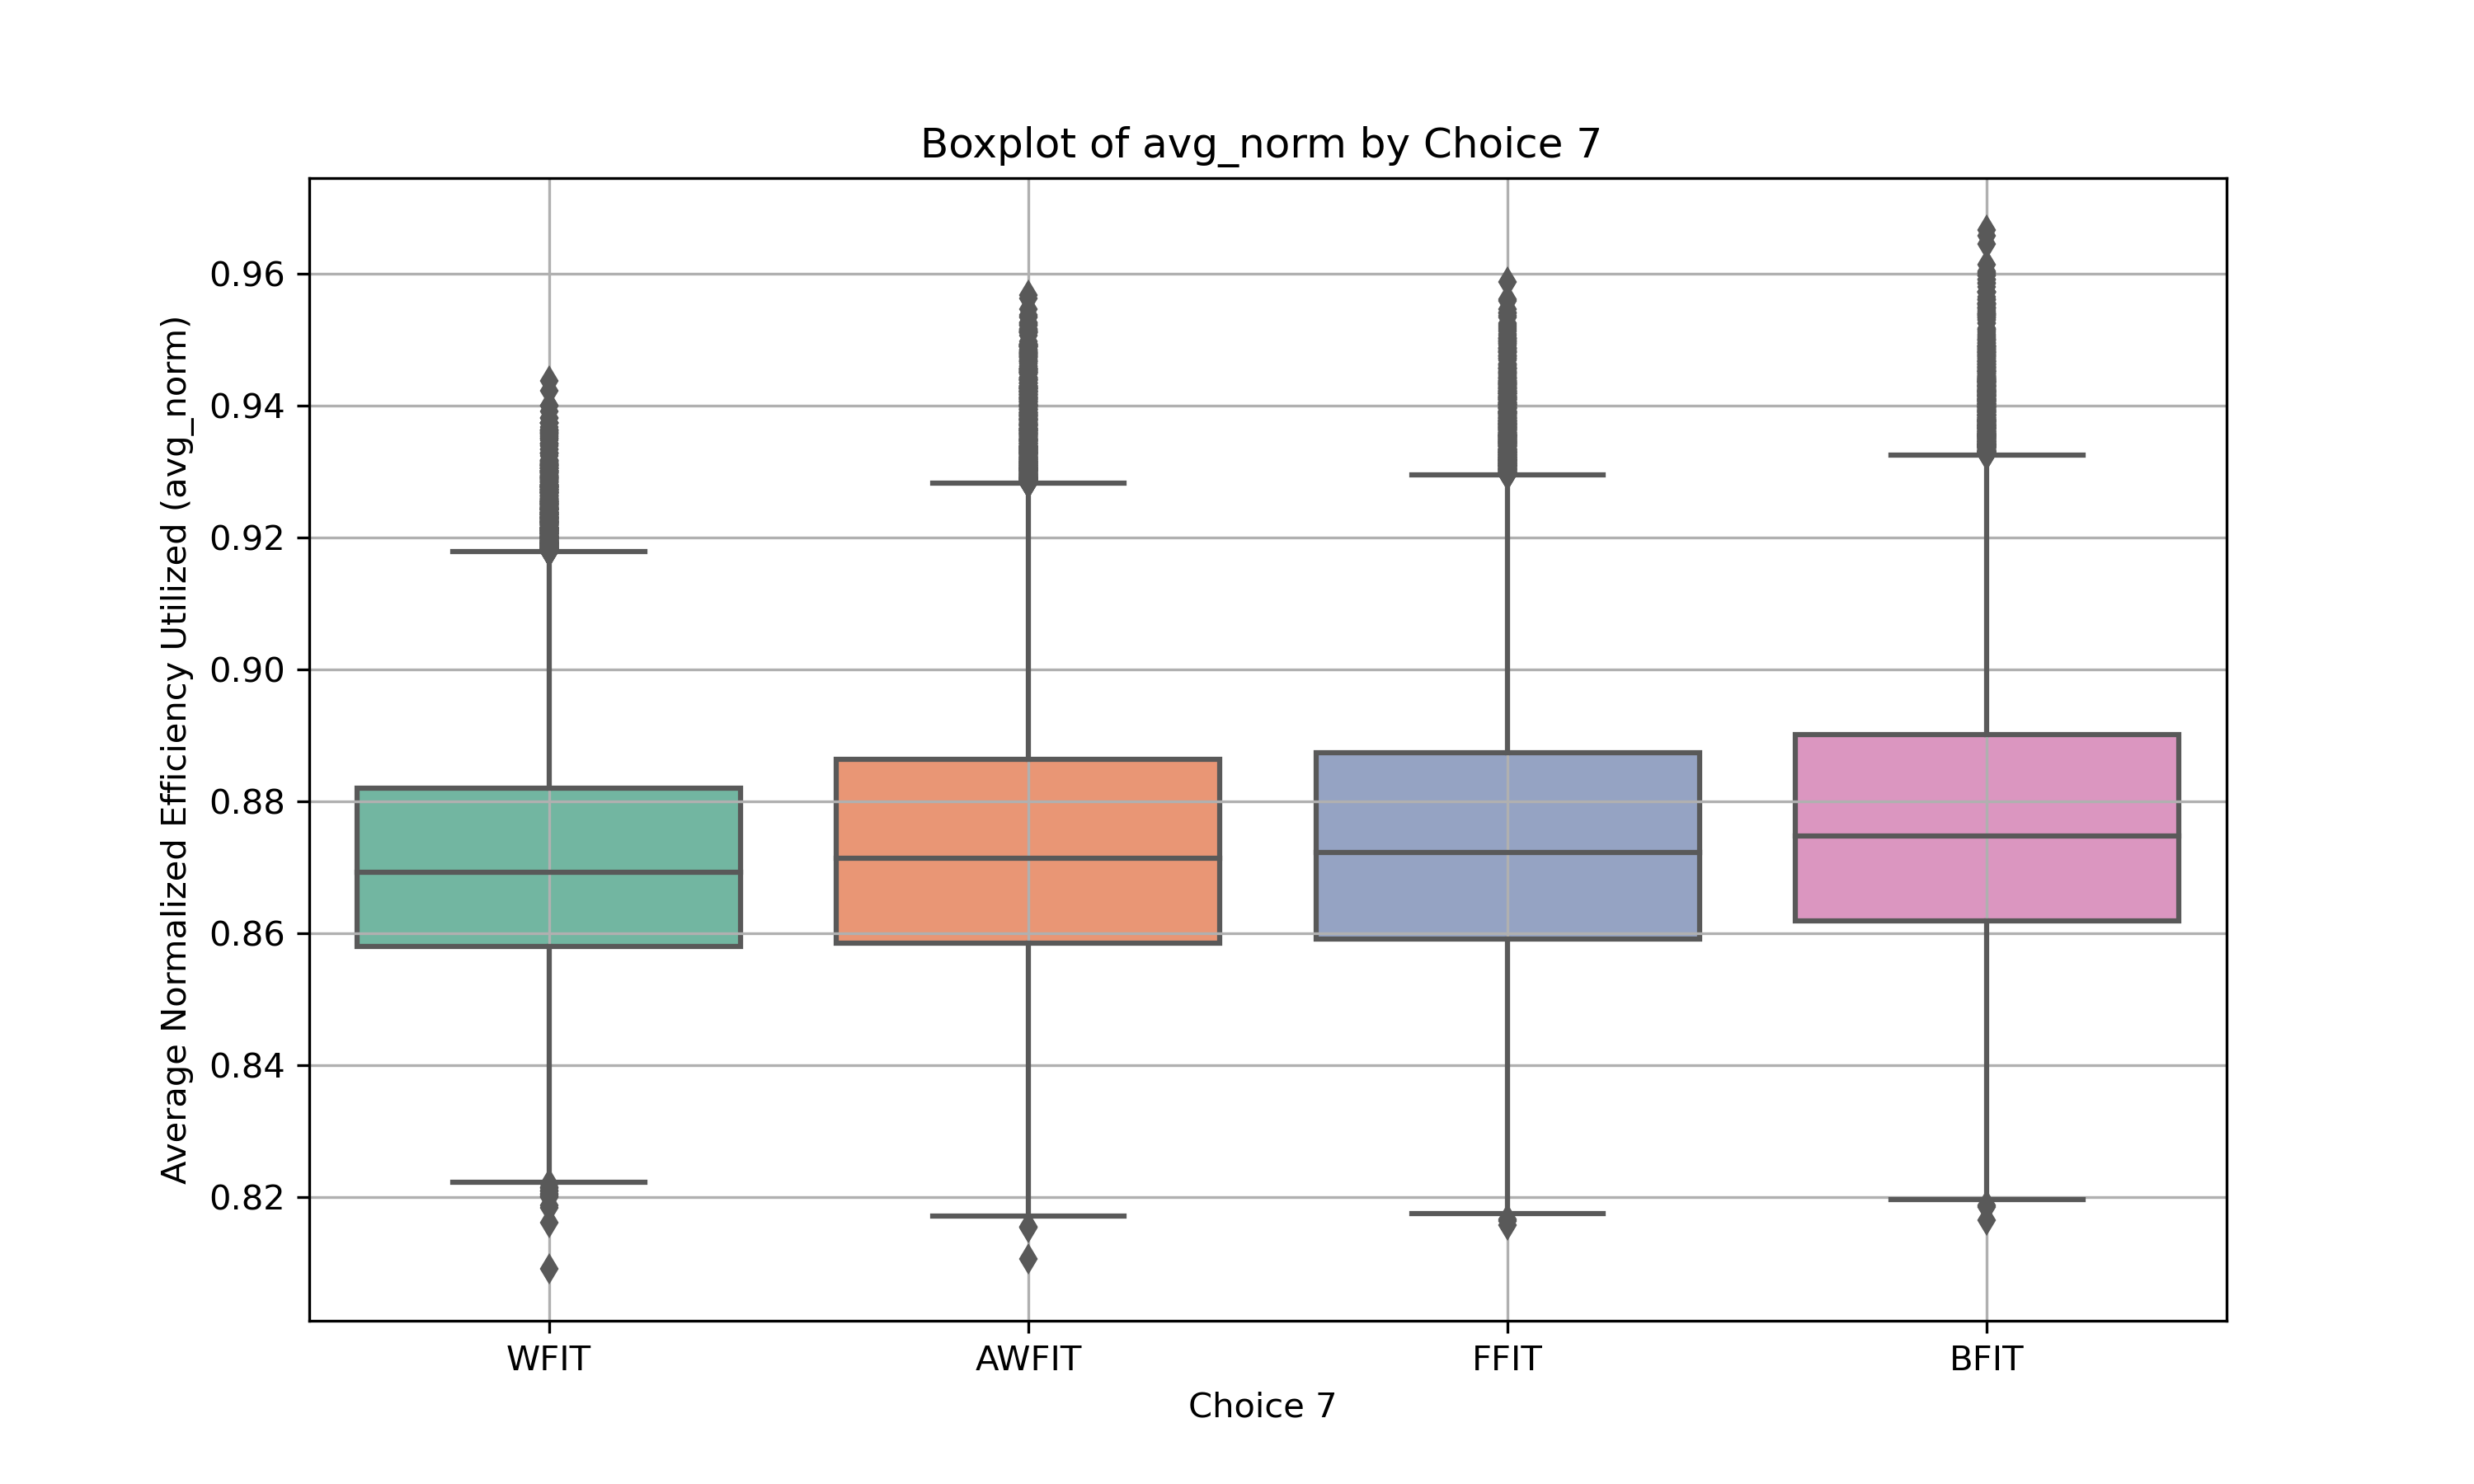 Boxplot of avg_norm by Choice 7
Average Normalized Efficiency Utilized (avg_norm)
0.96
0.94
0.92
0.90
0.88
0.86
0.84
0.82
WFIT AWFIT FFIT BFIT
Choice 7